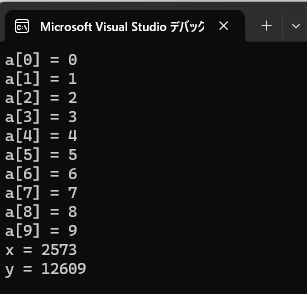 Microsoft Visual Studio デバッグ
a[0] = 0
a[1] = 1
a[2] = 2
a[3] = 3
a[4] = 4
a[5] = 5
a[6] = 6
a[7] = 7
a[8] = 8
a[9] = 9
x = 2573
y = 12609